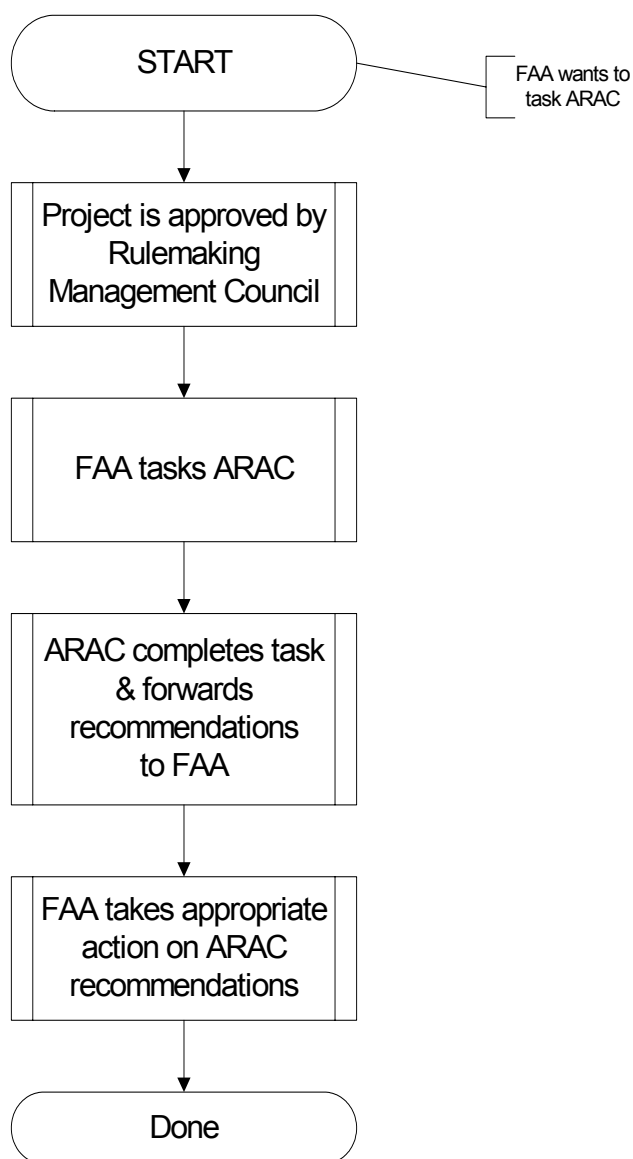 START
FAA wants to
task ARAC
Project is approved by
Rulemaking
Management Council
FAA tasks ARAC
ARAC completes task
& forwards
recommendations
to FAA
FAA takes appropriate
action on ARAC
recommendations
Done